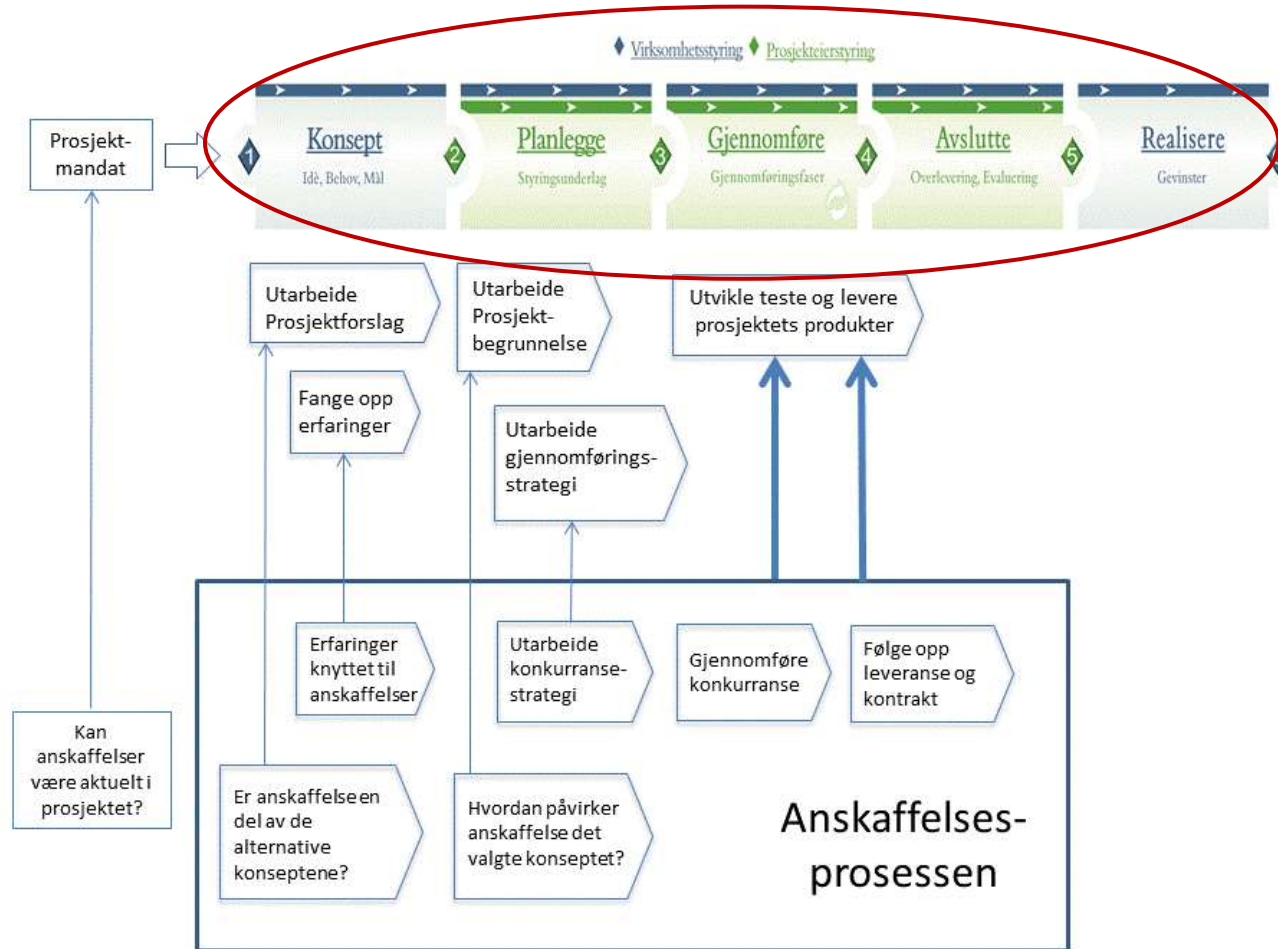 Virksomhetsstyring Prosjekteierstyring
Prosjekt-
mandat
1
Konsept
Idè, Behov, Mål
2
Planlegge
Styringsunderlag
3
Gjennomføre
Gjennomføringsfaser
4
Avslutte
Overlevering, Evaluering
5
Realisere
Gevinster
Utarbeide
Prosjektforslag
Utarbeide
Prosjekt-
begrunnelse
Utvikle teste og levere
prosjektets produkter
Fange opp
erfaringer
Utarbeide
gjennomførings-
strategi
Erfaringer
knyttet til
anskaffelser
Utarbeide
konkurranse-
strategi
Gjennomføre
konkurranse
Følge opp
leveranse og
kontrakt
Kan
anskaffelser
være aktuelt i
prosjektet?
Er anskaffelse en
del av de
alternative
konseptene?
Hvordan påvirker
anskaffelse det
valgte konseptet?
Anskaffelses-
prosessen